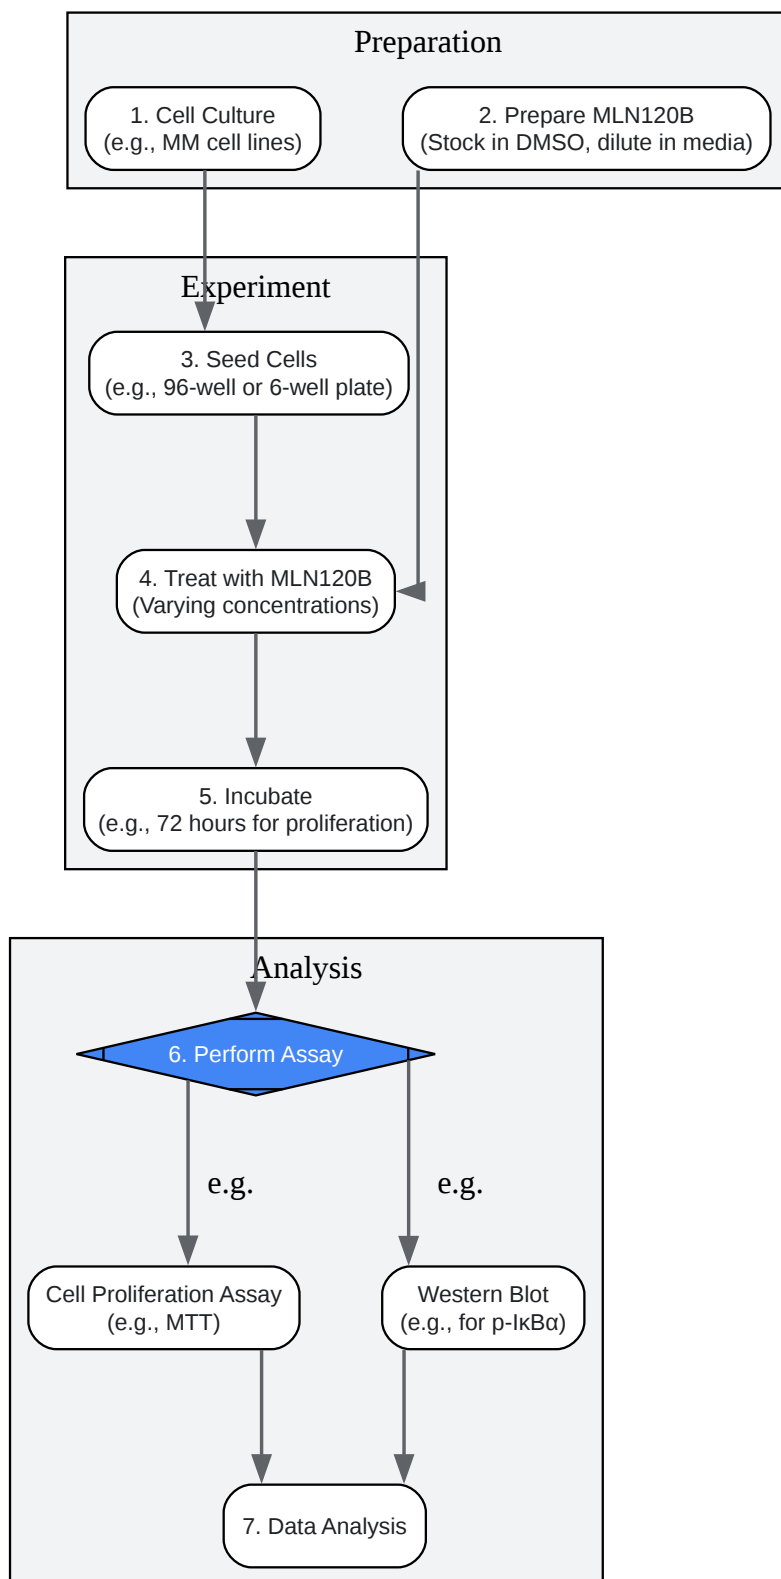 Preparation
1. Cell Culture
(e.g., MM cell lines)
2. Prepare MLN120B
(Stock in DMSO, dilute in media)
Experiment
3. Seed Cells
(e.g., 96-well or 6-well plate)
4. Treat with MLN120B
(Varying concentrations)
5. Incubate
(e.g., 72 hours for proliferation)
Analysis
6. Perform Assay
e.g.
e.g.
Cell Proliferation Assay
(e.g., MTT)
Western Blot
(e.g., for p-IκBα)
7. Data Analysis